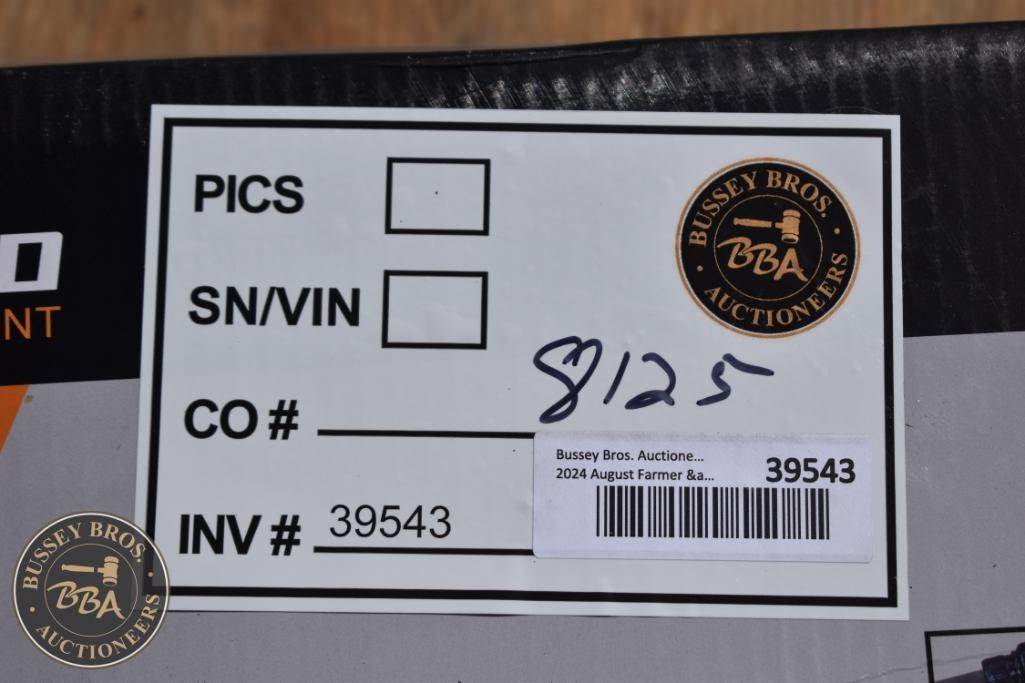 PICS
BUSSEY BROS.
BBA
AUCTIONEERS
SN/VIN
NT
8125
CO #
Bussey Bros. Auctione...
2024 August Farmer &a...
39543
INV # 39543
BUSSEY BROS.
BBA
AUCTIONEERS